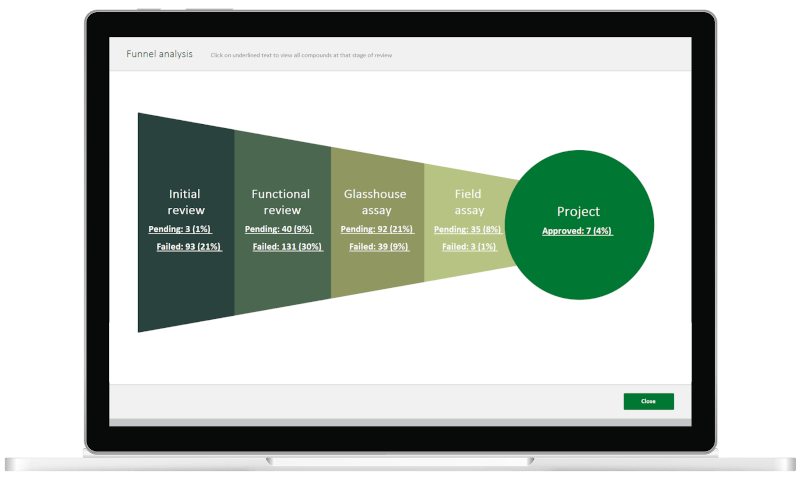 Funnel analysis
Click on underlined text to view all compounds at that stage of review
Initial
review
Pending: 3 (1%)
Failed: 93 (21%)
Functional
review
Pending: 40 (9%)
Failed: 131 (30%)
Glasshouse
assay
Pending: 92 (21%)
Failed: 39 (9%)
Field
assay
Pending: 35 (8%)
Failed: 3 (1%)
Project
Approved: 7 (4%)
Close